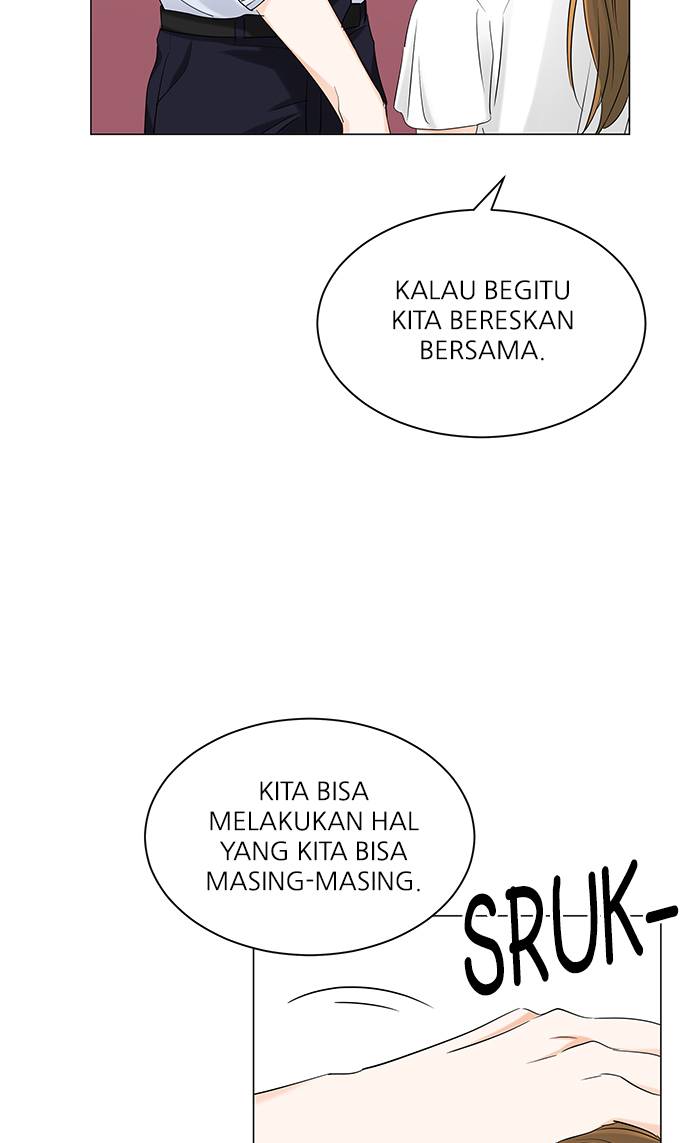 KALAU BEGITU
KITA BERESKAN
BERSAMA.
KITA BISA
MELAKUKAN HAL
YANG KITA BISA
MASING-MASING.
SRUK-